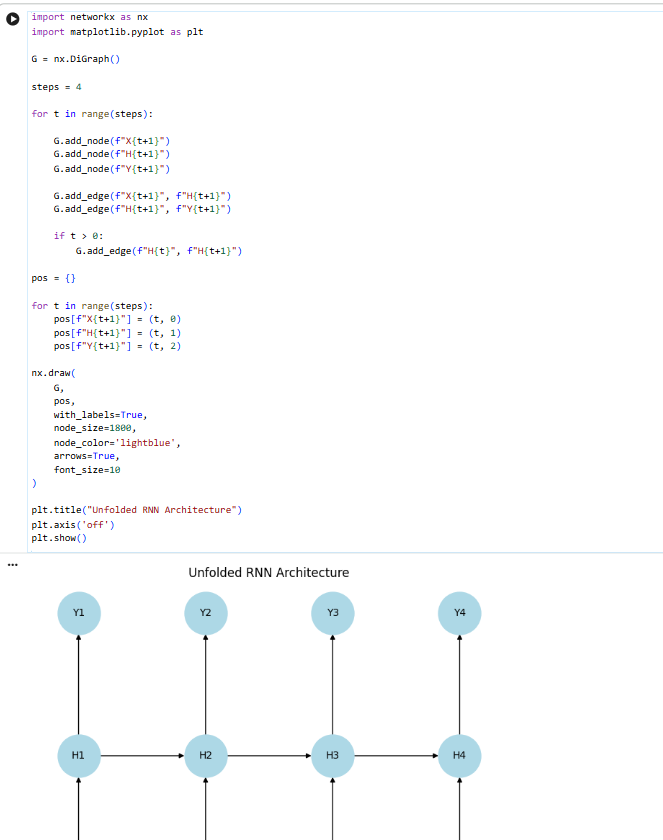 import networkx as nx
import matplotlib.pyplot as plt

G = nx.DiGraph()

steps = 4

for t in range(steps):

    G.add_node(f"X{t+1}")
    G.add_node(f"H{t+1}")
    G.add_node(f"Y{t+1}")

    G.add_edge(f"X{t+1}", f"H{t+1}")
    G.add_edge(f"H{t+1}", f"Y{t+1}")

    if t > 0:
        G.add_edge(f"H{t}", f"H{t+1}")

pos = {}

for t in range(steps):
    pos[f"X{t+1}"] = (t, 0)
    pos[f"H{t+1}"] = (t, 1)
    pos[f"Y{t+1}"] = (t, 2)

nx.draw(
    G,
    pos,
    with_labels=True,
    node_size=1800,
    node_color='lightblue',
    arrows=True,
    font_size=10
)

plt.title("Unfolded RNN Architecture")
plt.axis('off')
plt.show()
Unfolded RNN Architecture
Y1 Y2 Y3 Y4
H1 H2 H3 H4